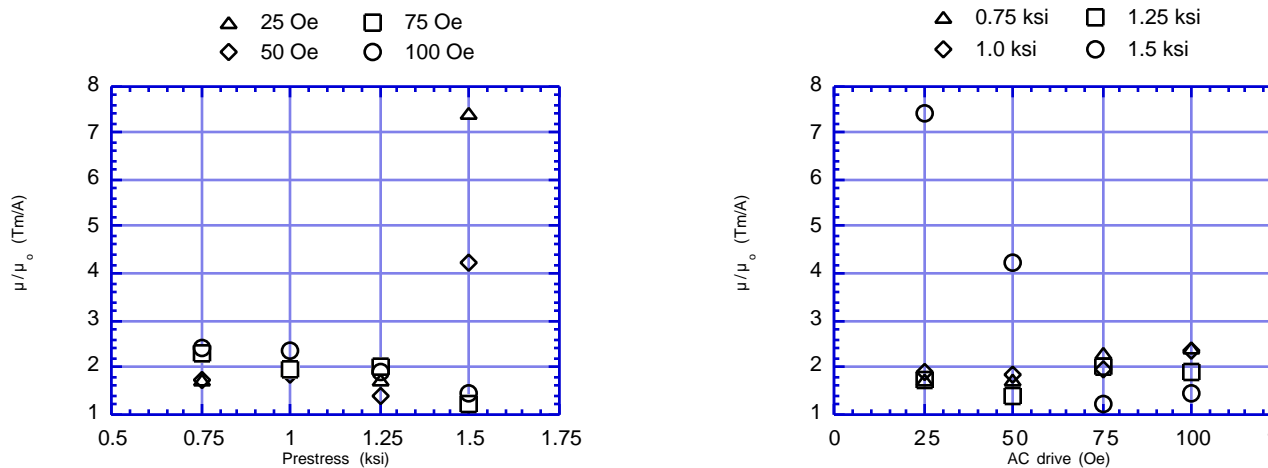 25 Oe 75 Oe
50 Oe 100 Oe
8
7
6
5
4
3
2
1
0.5 0.75 1 1.25 1.5 1.75
Prestress (ksi)
µ/µo (Tm/A)
0.75 ksi 1.25 ksi
1.0 ksi 1.5 ksi
8
7
6
5
4
3
2
1
0 25 50 75 100
AC drive (Oe)
µ/µo (Tm/A)